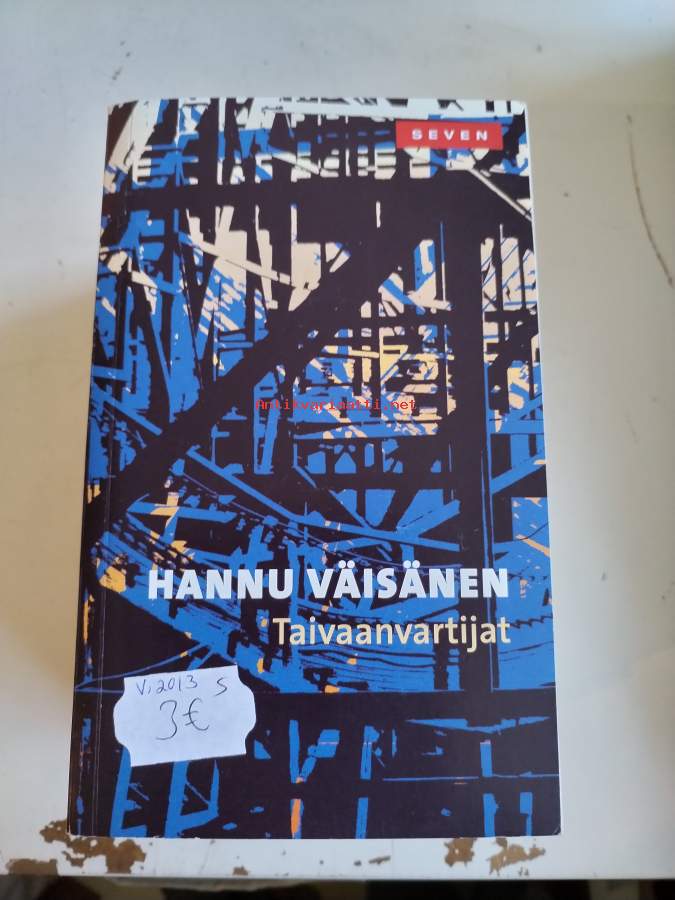 SEVEN
Antikvariaatti.net
HANNU VÄISÄNEN
Taivaanvartijat
V, 2013 S
3€